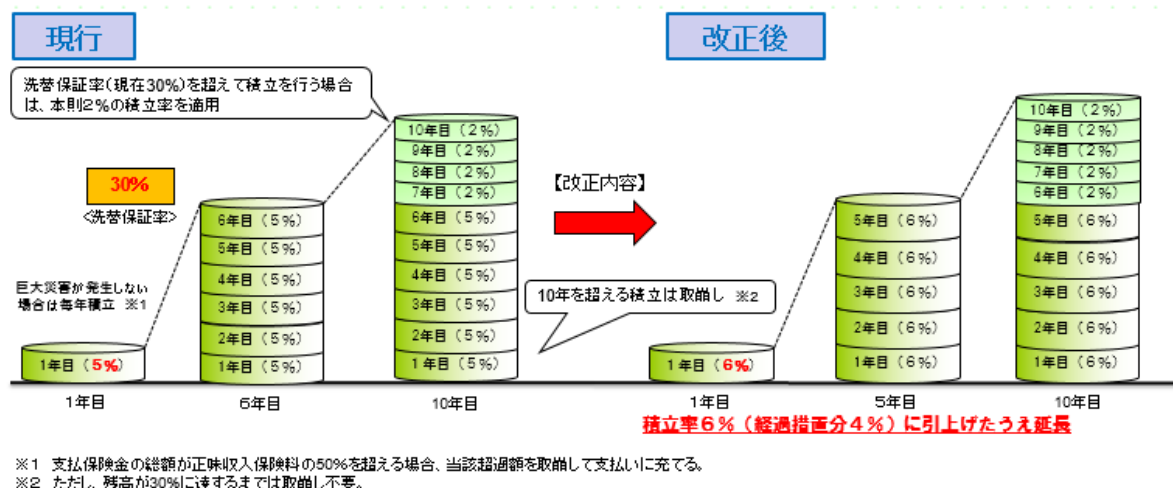 現行
改正後
洗替保証率(現在30%)を超えて積立を行う場合
は、本則2%の積立率を適用
30%
<洗替保証率>
巨大災害が発生しない
場合は毎年積立 ※1
1年目（5%）
1年目
6年目（5%）
5年目（5%）
4年目（5%）
3年目（5%）
2年目（5%）
1年目（5%）
6年目
10年目（2%）
9年目（2%）
8年目（2%）
7年目（2%）
6年目（5%）
5年目（5%）
4年目（5%）
3年目（5%）
2年目（5%）
1年目（5%）
10年目
【改正内容】
10年を超える積立は取崩し ※2
1年目（6%）
1年目
5年目（6%）
4年目（6%）
3年目（6%）
2年目（6%）
1年目（6%）
5年目
10年目（2%）
9年目（2%）
8年目（2%）
7年目（2%）
6年目（2%）
5年目（6%）
4年目（6%）
3年目（6%）
2年目（6%）
1年目（6%）
10年目
積立率6%（経過措置分4%）に引上げたうえ延長
※1 支払保険金の総額が正味収入保険料の50%を超える場合、当該超過額を取崩して支払いに充てる。
※2 ただし、残高が30%に達するまでは取崩し不要。